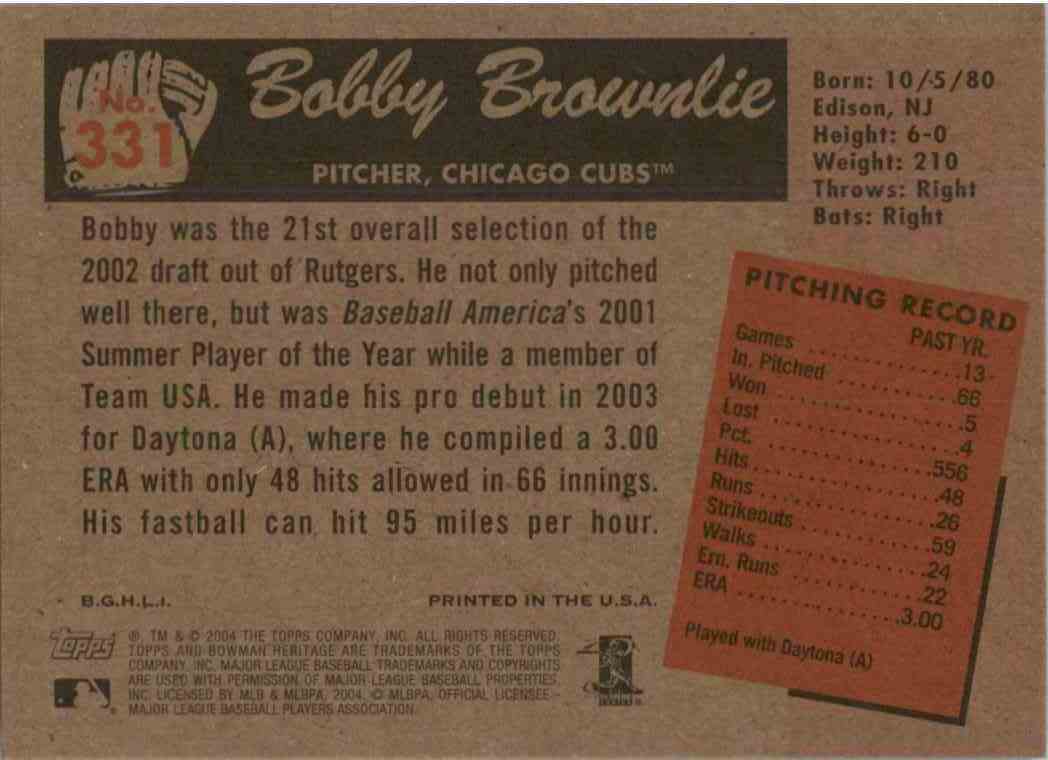 No.
331
Bobby Brownlie
PITCHER, CHICAGO CUBS™
Born: 10/5/80
Edison, NJ
Height: 6-0
Weight: 210
Throws: Right
Bats: Right
Bobby was the 21st overall selection of the
2002 draft out of Rutgers. He not only pitched
well there, but was Baseball America's 2001
Summer Player of the Year while a member of
Team USA. He made his pro debut in 2003
for Daytona (A), where he compiled a 3.00
ERA with only 48 hits allowed in 66 innings.
His fastball can hit 95 miles per hour.
PITCHING RECORD
PAST YR.
Games ..........13
In. Pitched ..........66
Won ..........5
Lost ..........4
Pct. ..........556
Hits ..........48
Runs ..........26
Strikeouts ..........59
Walks ..........24
Ern. Runs ..........22
ERA ..........3.00
Played with Daytona (A)
B.G.H.L.I.
PRINTED IN THE U.S.A.
Topps
®, TM & © 2004 THE TOPPS COMPANY, INC. ALL RIGHTS RESERVED.
TOPPS AND BOWMAN HERITAGE ARE TRADEMARKS OF THE TOPPS
COMPANY, INC. MAJOR LEAGUE BASEBALL TRADEMARKS AND COPYRIGHTS
ARE USED WITH PERMISSION OF MAJOR LEAGUE BASEBALL PROPERTIES,
INC. LICENSED BY MLB & MLBPA, 2004. © MLBPA, OFFICIAL LICENSEE -
MAJOR LEAGUE BASEBALL PLAYERS ASSOCIATION.